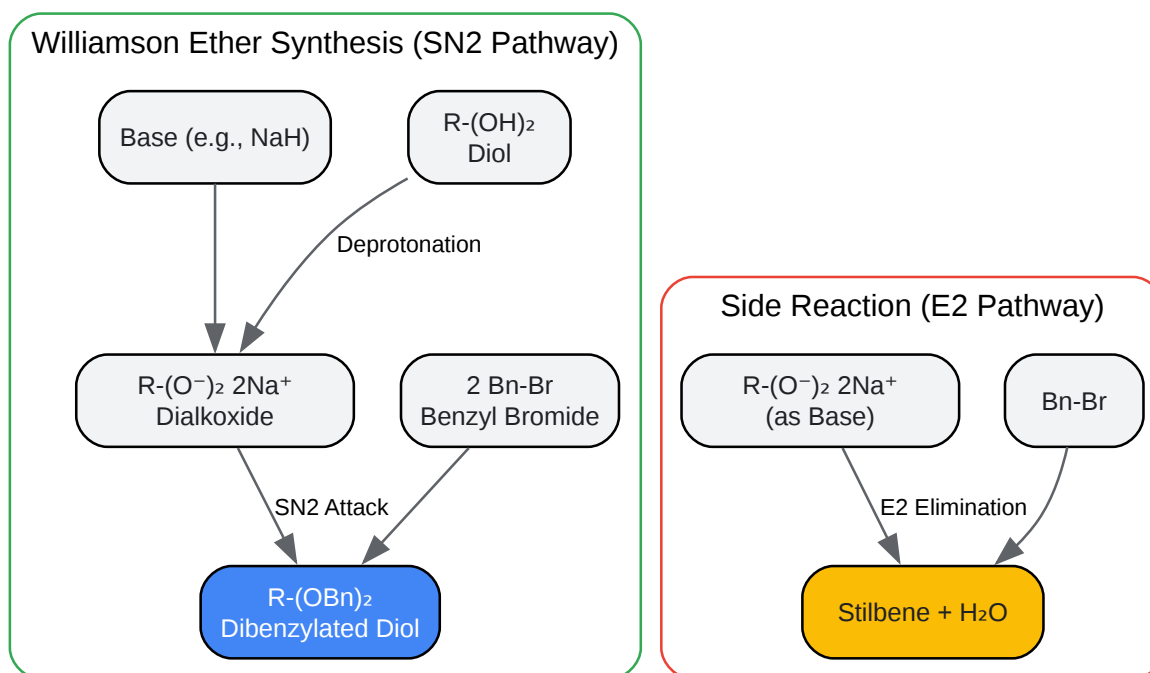 Williamson Ether Synthesis (SN2 Pathway)
Base (e.g., NaH)
R-(OH)₂
Diol
Deprotonation
R-(O⁻)₂ 2Na⁺
Dialkoxide
2 Bn-Br
Benzyl Bromide
SN2 Attack
R-(OBn)₂
Dibenzylated Diol
Side Reaction (E2 Pathway)
R-(O⁻)₂ 2Na⁺
(as Base)
Bn-Br
E2 Elimination
Stilbene + H₂O